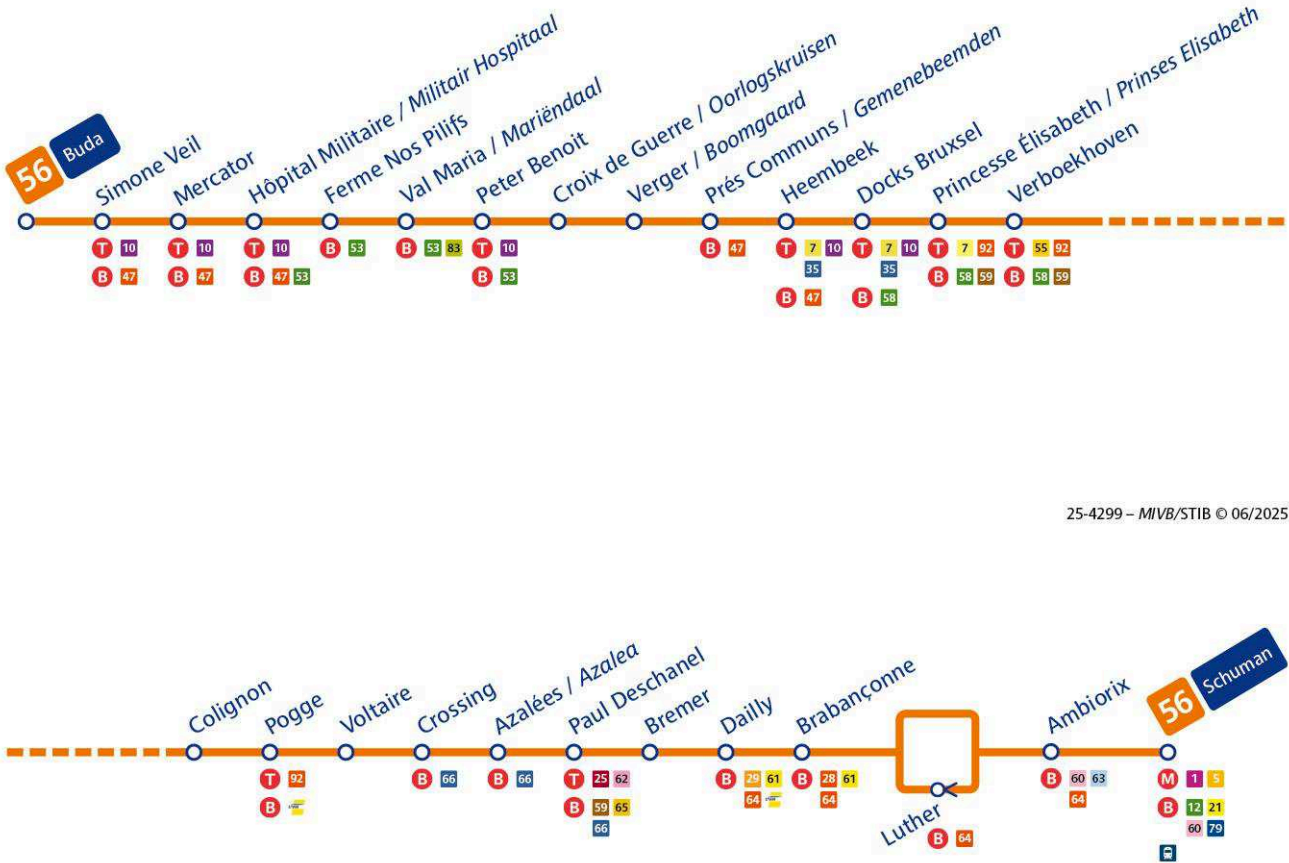 56 Buda
Simone Veil
T 10
B 47
Mercator
T 10
B 47
Hôpital Militaire / Militair Hospitaal
T 10
B 47 53
Ferme Nos Pilifs
B 53
Val Maria / Mariëndaal
B 53 83
Peter Benoit
T 10
B 53
Croix de Guerre / Oorlogskruisen
Verger / Boomgaard
Prés Communs / Gemenebeemden
B 47
Heembeek
T 7 10
35
B 47
Docks Bruxsel
T 7 10
35
B 58
Princesse Élisabeth / Prinses Elisabeth
T 7 92
B 58 59
Verboekhoven
T 55 92
B 58 59
25-4299 – MIVB/STIB © 06/2025
Colignon
Pogge
T 92
B
Voltaire
Crossing
B 66
Azalées / Azalea
B 66
Paul Deschanel
T 25 62
B 59 65
66
Bremer
Dailly
B 29 61
64
Brabançonne
B 28 61
64
Luther
B 64
Ambiorix
B 60 63
64
56 Schuman
M 1 5
B 12 21
60 79